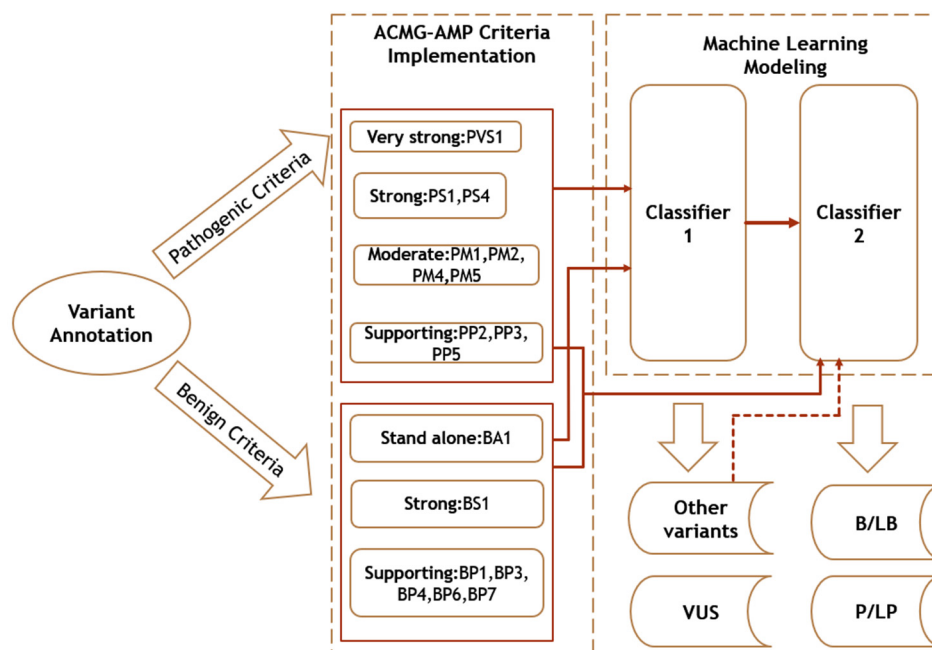 ACMG-AMP Criteria
Implementation
Machine Learning
Modeling
Very strong:PVS1
Strong:PS1,PS4
Moderate:PM1,PM2,
PM4,PM5
Supporting:PP2,PP3,
PP5
Pathogenic Criteria
Variant
Annotation
Benign Criteria
Classifier
1
Classifier
2
Stand alone:BA1
Strong:BS1
Supporting:BP1,BP3,
BP4,BP6,BP7
Other
variants
B/LB
VUS
P/LP